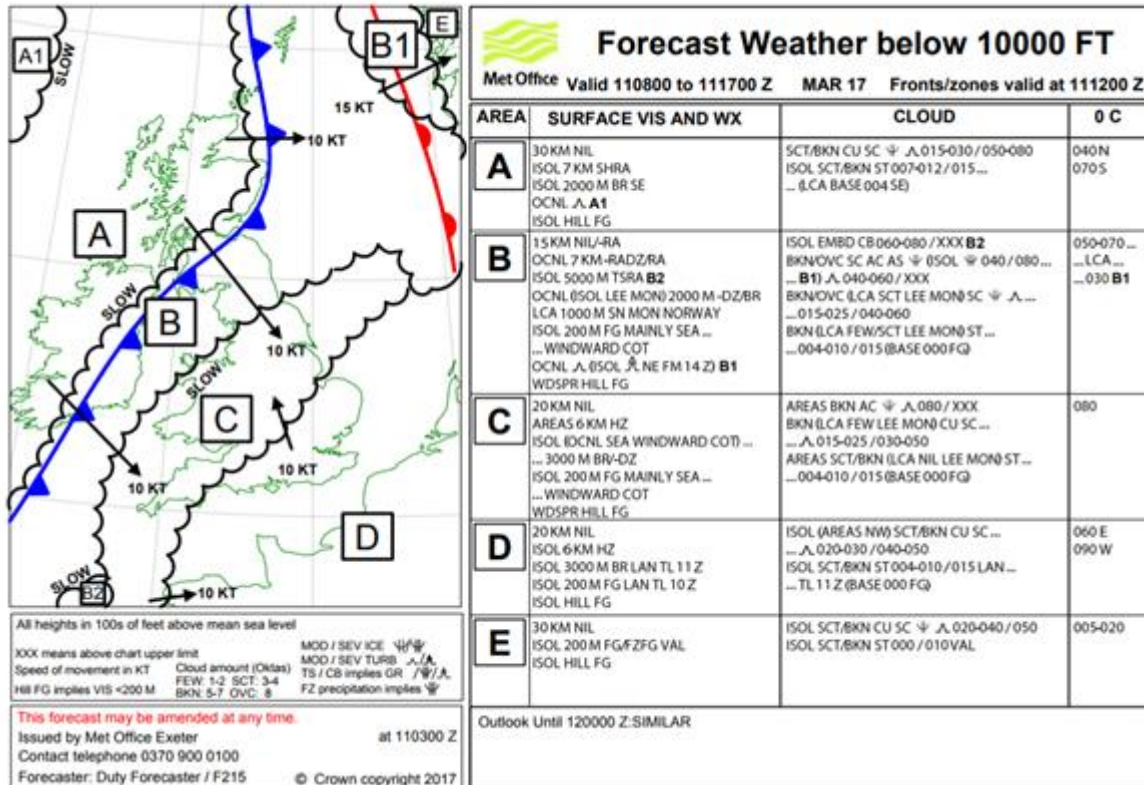 A1
SLOW
B1
E
15 KT
10 KT
A
SLOW
B
10 KT
SLOW
C
10 KT
10 KT
D
SLOW
B2
10 KT
All heights in 100s of feet above mean sea level
XXX means above chart upper limit
Speed of movement in KT
Hill FG implies VIS <200 M
Cloud amount (Oktas)
FEW: 1-2 SCT: 3-4
BKN: 5-7 OVC: 8
MOD / SEV ICE
MOD / SEV TURB
TS / CB implies GR
FZ precipitation implies
This forecast may be amended at any time.
Issued by Met Office Exeter at 110300 Z
Contact telephone 0370 900 0100
Forecaster: Duty Forecaster / F215 © Crown copyright 2017
Met Office
Forecast Weather below 10000 FT
Valid 110800 to 111700 Z MAR 17 Fronts/zones valid at 111200 Z
AREA SURFACE VIS AND WX CLOUD 0 C
A
30 KM NIL
ISOL 7 KM SHRA
ISOL 2000 M BR SE
OCNL A1
ISOL HILL FG
SCT/BKN CU SC 015-030 / 050-080
ISOL SCT/BKN ST 007-012 / 015 ...
... (LCA BASE 004 SE)
040 N
070 S
B
15 KM NIL/-RA
OCNL 7 KM -RADZ/RA
ISOL 5000 M TSRA B2
OCNL (ISOL LEE MON) 2000 M -DZ/BR
LCA 1000 M SN MON NORWAY
ISOL 200 M FG MAINLY SEA ...
... WINDWARD COT
OCNL (ISOL NE FM 14 Z) B1
WDSPR HILL FG
ISOL EMBD CB 060-080 / XXX B2
BKN/OVC SC AC AS (ISOL 040 / 080 ...
... B1) 040-060 / XXX
BKN/OVC (LCA SCT LEE MON) SC ...
... 015-025 / 040-060
BKN (LCA FEW/SCT LEE MON) ST ...
... 004-010 / 015 (BASE 000 FG)
050-070 ...
... LCA ...
... 030 B1
C
20 KM NIL
AREAS 6 KM HZ
ISOL (OCNL SEA WINDWARD COT) ...
... 3000 M BR/-DZ
ISOL 200 M FG MAINLY SEA ...
... WINDWARD COT
WDSPR HILL FG
AREAS BKN AC 080 / XXX
BKN (LCA FEW LEE MON) CU SC ...
... 015-025 / 030-050
AREAS SCT/BKN (LCA NIL LEE MON) ST ...
... 004-010 / 015 (BASE 000 FG)
080
D
20 KM NIL
ISOL 6 KM HZ
ISOL 3000 M BR LAN TL 11 Z
ISOL 200 M FG LAN TL 10 Z
ISOL HILL FG
ISOL (AREAS NW) SCT/BKN CU SC ...
... 020-030 / 040-050
ISOL SCT/BKN ST 004-010 / 015 LAN ...
... TL 11 Z (BASE 000 FG)
060 E
090 W
E
30 KM NIL
ISOL 200 M FG/FZFG VAL
ISOL HILL FG
ISOL SCT/BKN CU SC 020-040 / 050
ISOL SCT/BKN ST 000 / 010 VAL
005-020
Outlook Until 120000 Z:SIMILAR